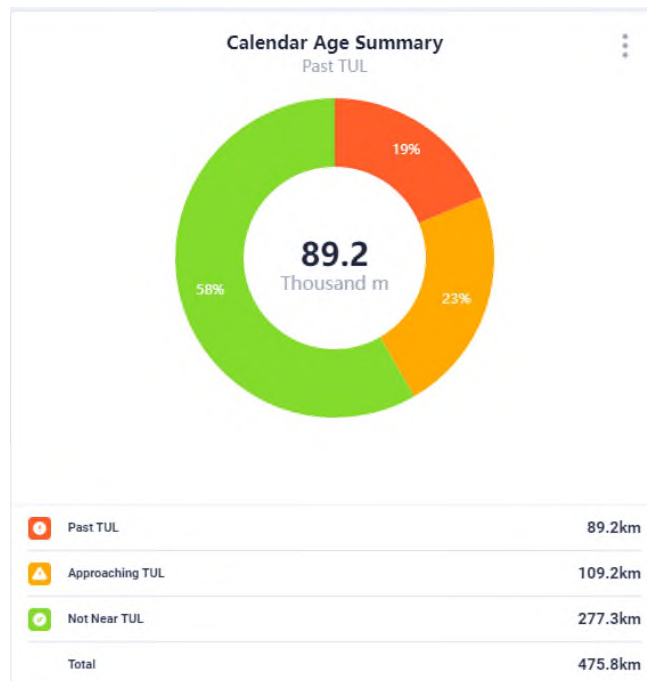 Calendar Age Summary
Past TUL
19%
58%
23%
89.2
Thousand m
Past TUL 89.2km
Approaching TUL 109.2km
Not Near TUL 277.3km
Total 475.8km